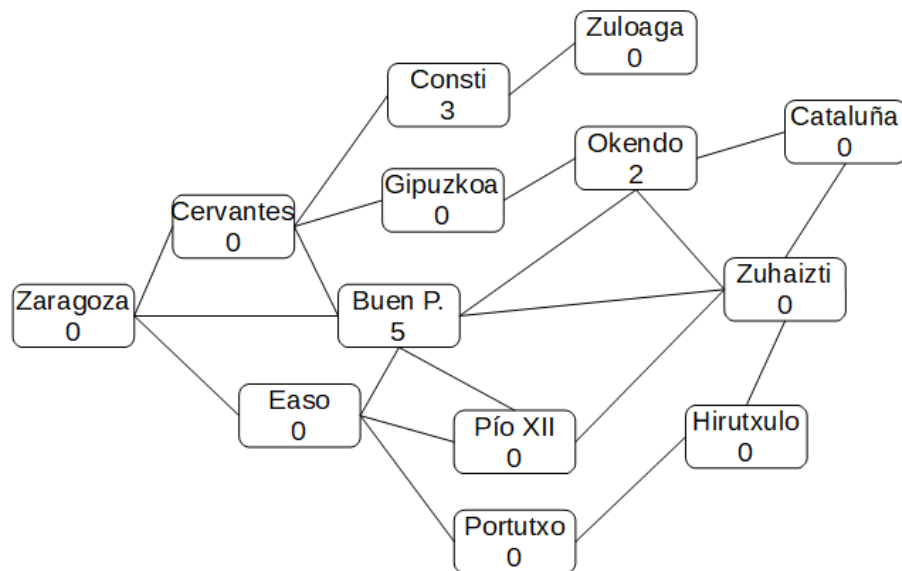 Zuloaga
0
Consti
3
Cataluña
0
Okendo
2
Gipuzkoa
0
Cervantes
0
Zuhaizti
0
Zaragoza
0
Buen P.
5
Easo
0
Pío XII
0
Hirutxulo
0
Portutxo
0